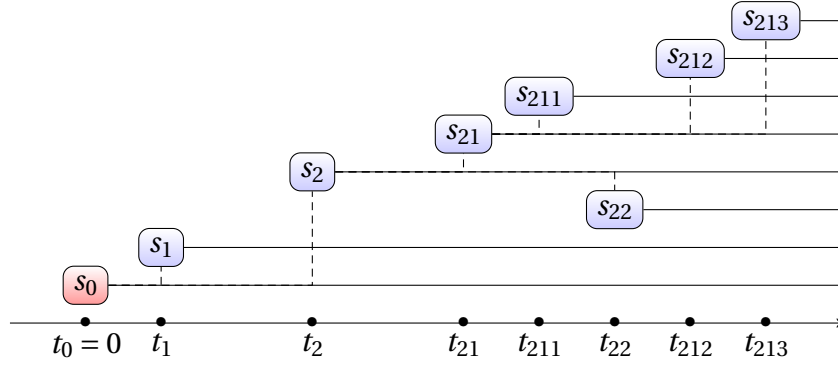 s₂₁₃
s₂₁₂
s₂₁₁
s₂₁
s₂
s₂₂
s₁
s₀
t₀ = 0 t₁ t₂ t₂₁ t₂₁₁ t₂₂ t₂₁₂ t₂₁₃